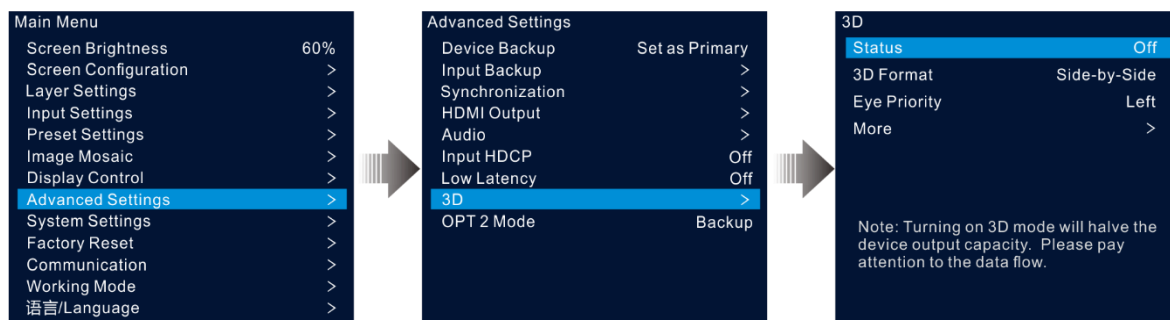 Main Menu
Screen Brightness 60%
Screen Configuration >
Layer Settings >
Input Settings >
Preset Settings >
Image Mosaic >
Display Control >
Advanced Settings >
System Settings >
Factory Reset >
Communication >
Working Mode >
语言/Language >
Advanced Settings
Device Backup Set as Primary
Input Backup >
Synchronization >
HDMI Output >
Audio >
Input HDCP Off
Low Latency Off
3D >
OPT 2 Mode Backup
3D
Status Off
3D Format Side-by-Side
Eye Priority Left
More >
Note: Turning on 3D mode will halve the
device output capacity. Please pay
attention to the data flow.